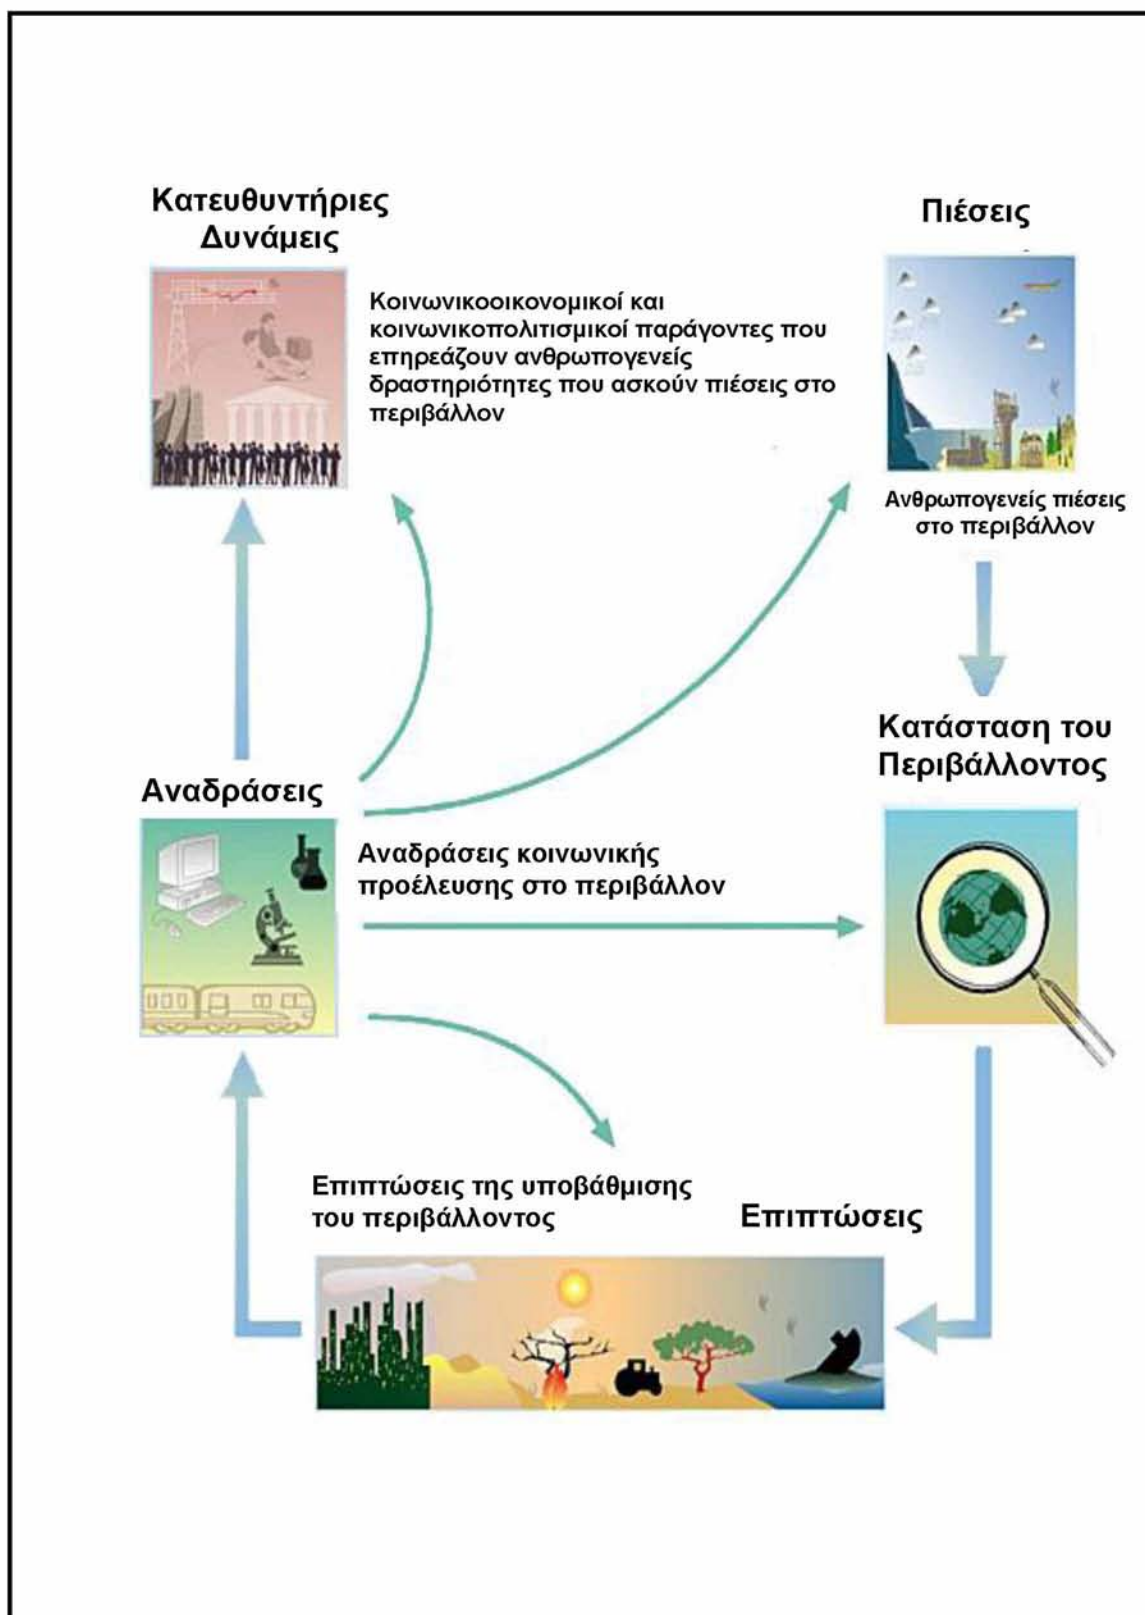 Κατευθυντήριες
Δυνάμεις
Πιέσεις
Κοινωνικοοικονομικοί και
κοινωνικοπολιτισμικοί παράγοντες που
επηρεάζουν ανθρωπογενείς
δραστηριότητες που ασκούν πιέσεις στο
περιβάλλον
Ανθρωπογενείς πιέσεις
στο περιβάλλον
Κατάσταση του
Περιβάλλοντος
Αναδράσεις
Αναδράσεις κοινωνικής
προέλευσης στο περιβάλλον
Επιπτώσεις της υποβάθμισης
του περιβάλλοντος
Επιπτώσεις